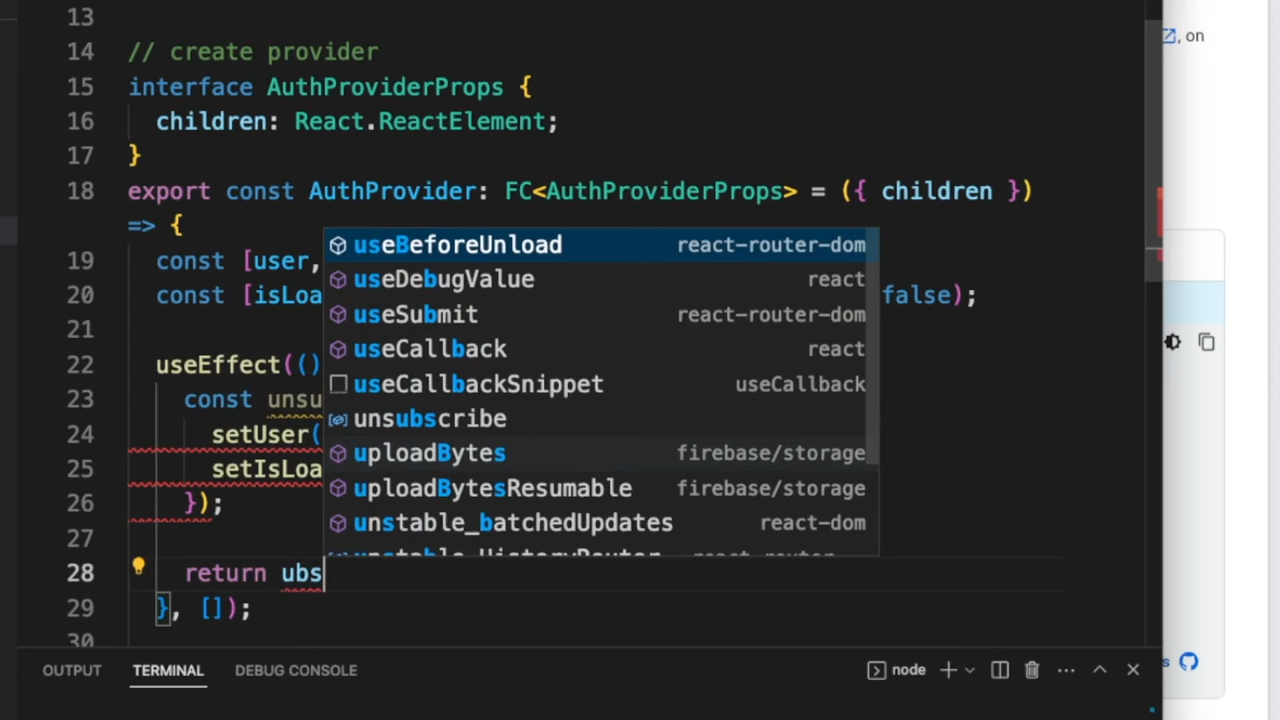 13
, on
14 // create provider
15 interface AuthProviderProps {
16 children: React.ReactElement;
17 }
18 export const AuthProvider: FC<AuthProviderProps> = ({ children })
=> {
19 const [user,
20 const [isLoa false);
21
22 useEffect(()
23 const unsu
24 setUser(
25 setIsLoa
26 });
27
28 return ubs
29 }, []);
30
useBeforeUnload react-router-dom
useDebugValue react
useSubmit react-router-dom
useCallback react
useCallbackSnippet useCallback
unsubscribe
uploadBytes firebase/storage
uploadBytesResumable firebase/storage
unstable_batchedUpdates react-dom
unstable_HistoryRouter react-router
OUTPUT TERMINAL DEBUG CONSOLE node
s